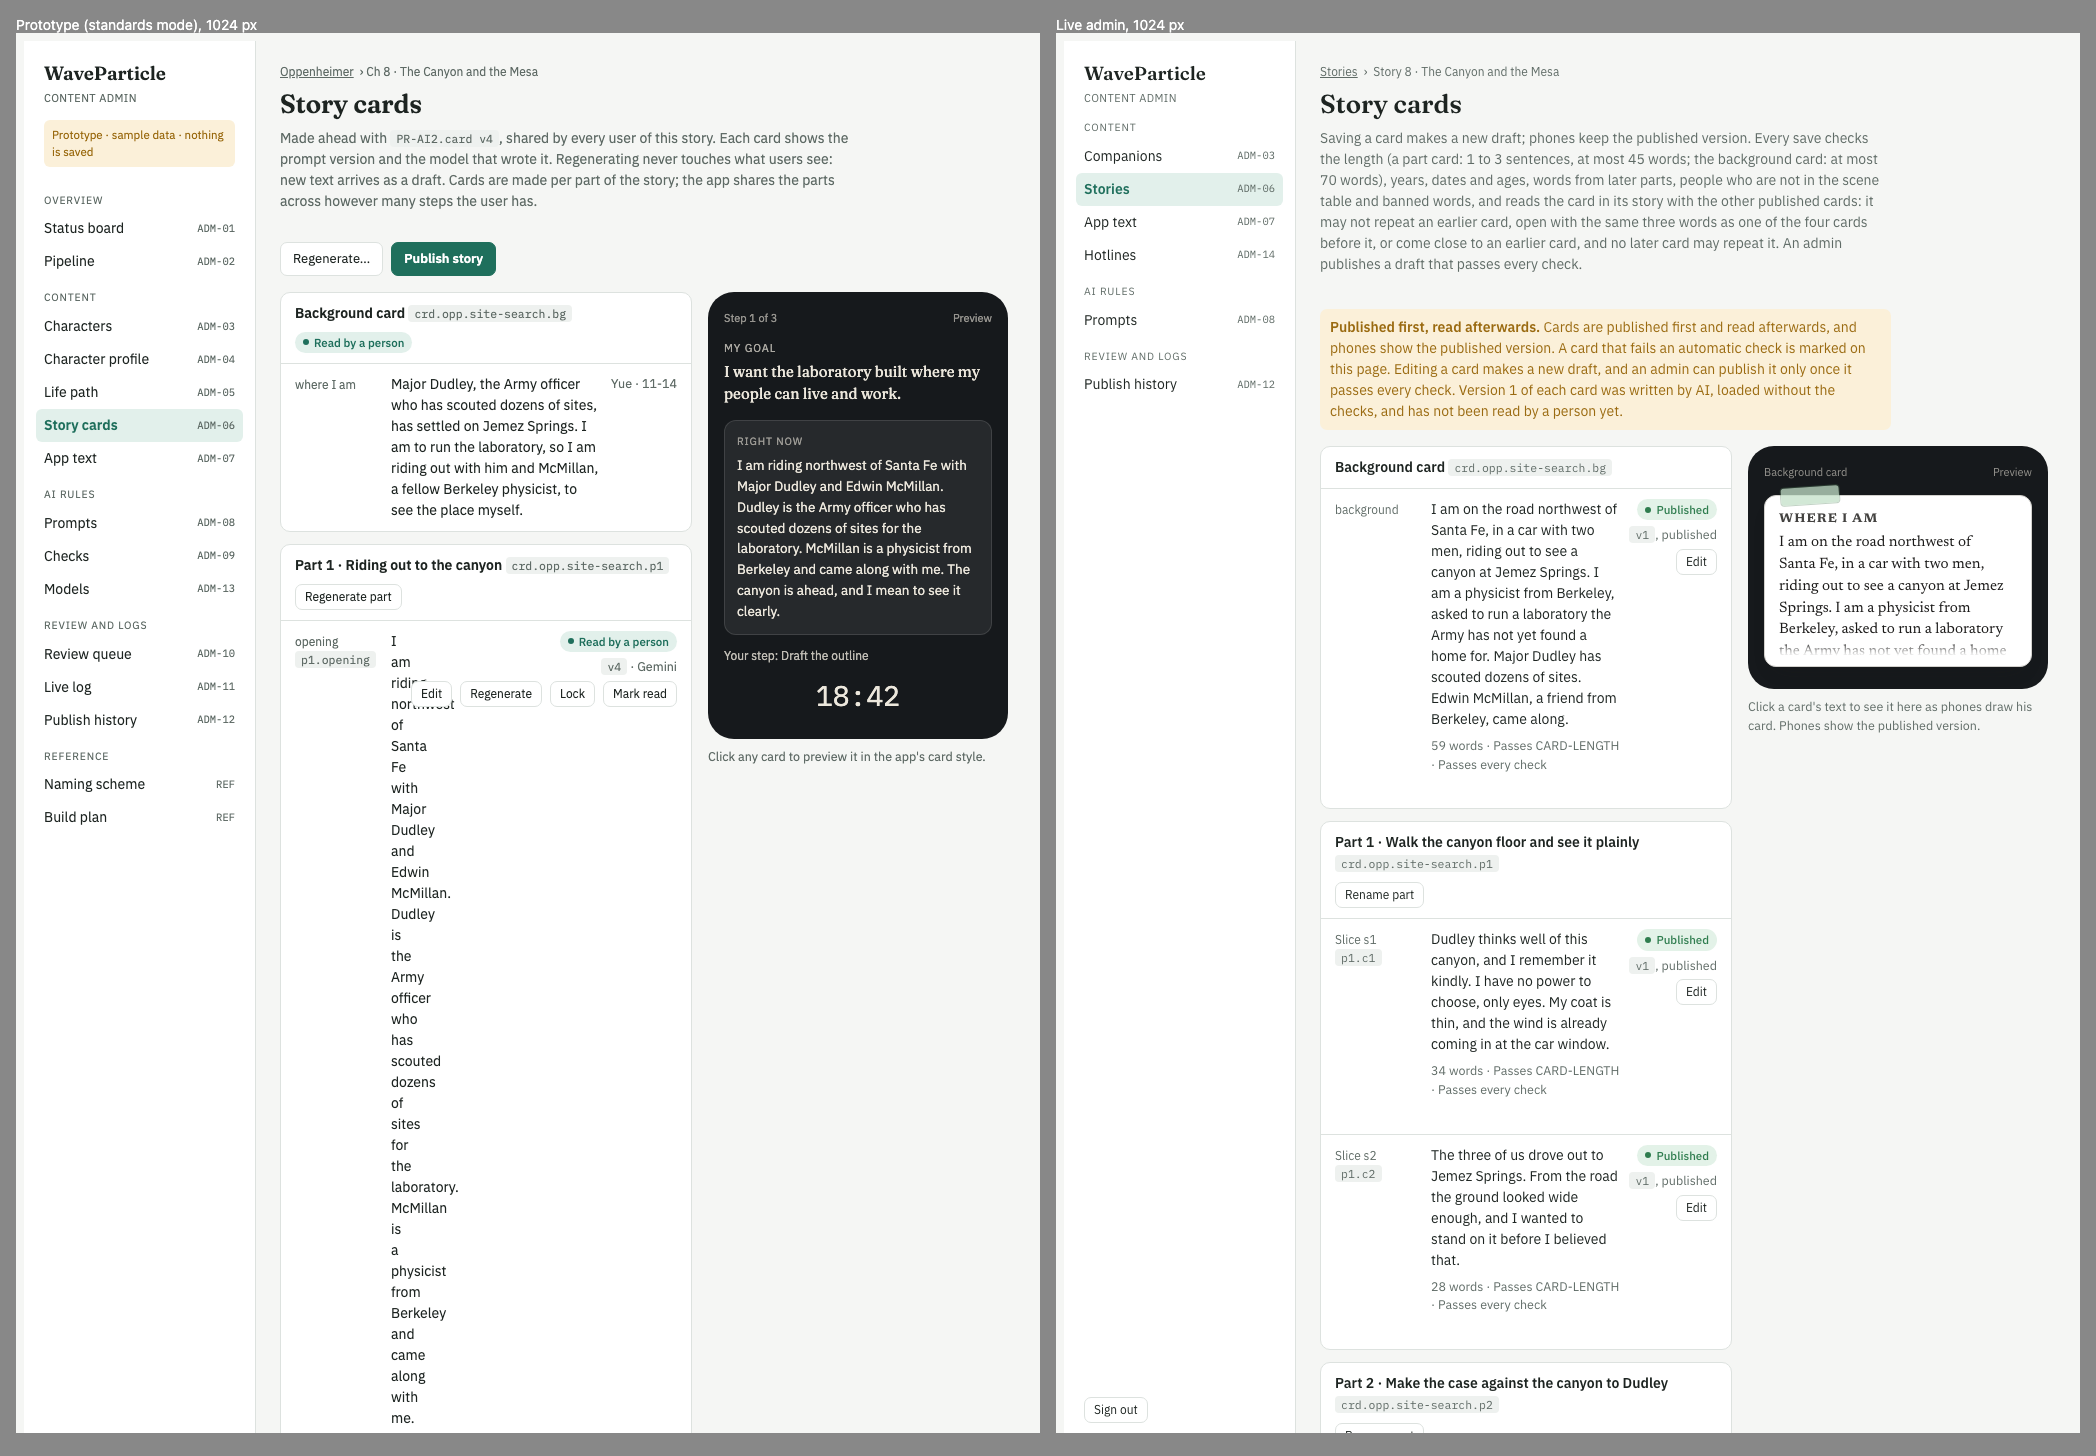 Prototype (standards mode), 1024 px
WaveParticle
CONTENT ADMIN
Prototype · sample data · nothing
is saved
OVERVIEW
Status board ADM-01
Pipeline ADM-02
CONTENT
Characters ADM-03
Character profile ADM-04
Life path ADM-05
Story cards ADM-06
App text ADM-07
AI RULES
Prompts ADM-08
Checks ADM-09
Models ADM-13
REVIEW AND LOGS
Review queue ADM-10
Live log ADM-11
Publish history ADM-12
REFERENCE
Naming scheme REF
Build plan REF
Oppenheimer › Ch 8 · The Canyon and the Mesa
Story cards
Made ahead with PR-AI2.card v4 , shared by every user of this story. Each card shows the
prompt version and the model that wrote it. Regenerating never touches what users see:
new text arrives as a draft. Cards are made per part of the story; the app shares the parts
across however many steps the user has.
Regenerate... Publish story
Background card crd.opp.site-search.bg
Read by a person
where I am
Major Dudley, the Army officer
who has scouted dozens of sites,
has settled on Jemez Springs. I
am to run the laboratory, so I am
riding out with him and McMillan,
a fellow Berkeley physicist, to
see the place myself.
Yue · 11-14
Part 1 · Riding out to the canyon crd.opp.site-search.p1
Regenerate part
opening
p1.opening
I
am
riding
northwest
of
Santa
Fe
with
Major
Dudley
and
Edwin
McMillan.
Dudley
is
the
Army
officer
who
has
scouted
dozens
of
sites
for
the
laboratory.
McMillan
is
a
physicist
from
Berkeley
and
came
along
with
me.
Read by a person
v4 · Gemini
Edit Regenerate Lock Mark read
Step 1 of 3 Preview
MY GOAL
I want the laboratory built where my
people can live and work.
RIGHT NOW
I am riding northwest of Santa Fe with
Major Dudley and Edwin McMillan.
Dudley is the Army officer who has
scouted dozens of sites for the
laboratory. McMillan is a physicist from
Berkeley and came along with me. The
canyon is ahead, and I mean to see it
clearly.
Your step: Draft the outline
18:42
Click any card to preview it in the app's card style.
Live admin, 1024 px
WaveParticle
CONTENT ADMIN
CONTENT
Companions ADM-03
Stories ADM-06
App text ADM-07
Hotlines ADM-14
AI RULES
Prompts ADM-08
REVIEW AND LOGS
Publish history ADM-12
Sign out
Stories › Story 8 · The Canyon and the Mesa
Story cards
Saving a card makes a new draft; phones keep the published version. Every save checks
the length (a part card: 1 to 3 sentences, at most 45 words; the background card: at most
70 words), years, dates and ages, words from later parts, people who are not in the scene
table and banned words, and reads the card in its story with the other published cards: it
may not repeat an earlier card, open with the same three words as one of the four cards
before it, or come close to an earlier card, and no later card may repeat it. An admin
publishes a draft that passes every check.
Published first, read afterwards. Cards are published first and read afterwards, and
phones show the published version. A card that fails an automatic check is marked on
this page. Editing a card makes a new draft, and an admin can publish it only once it
passes every check. Version 1 of each card was written by AI, loaded without the
checks, and has not been read by a person yet.
Background card crd.opp.site-search.bg
background
I am on the road northwest of
Santa Fe, in a car with two
men, riding out to see a
canyon at Jemez Springs. I
am a physicist from Berkeley,
asked to run a laboratory the
Army has not yet found a
home for. Major Dudley has
scouted dozens of sites.
Edwin McMillan, a friend from
Berkeley, came along.
59 words · Passes CARD-LENGTH
· Passes every check
Published
v1 , published
Edit
Part 1 · Walk the canyon floor and see it plainly
crd.opp.site-search.p1
Rename part
Slice s1
p1.c1
Dudley thinks well of this
canyon, and I remember it
kindly. I have no power to
choose, only eyes. My coat is
thin, and the wind is already
coming in at the car window.
34 words · Passes CARD-LENGTH
· Passes every check
Published
v1 , published
Edit
Slice s2
p1.c2
The three of us drove out to
Jemez Springs. From the road
the ground looked wide
enough, and I wanted to
stand on it before I believed
that.
28 words · Passes CARD-LENGTH
· Passes every check
Published
v1 , published
Edit
Part 2 · Make the case against the canyon to Dudley
crd.opp.site-search.p2
Background card Preview
WHERE I AM
I am on the road northwest of
Santa Fe, in a car with two men,
riding out to see a canyon at Jemez
Springs. I am a physicist from
Berkeley, asked to run a laboratory
the Army has not yet found a home
Click a card's text to see it here as phones draw his
card. Phones show the published version.